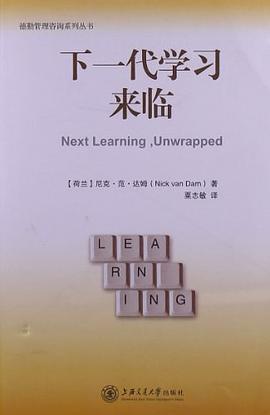 德勤管理咨询系列丛书
下一代学习
来临
Next Learning ,Unwrapped
【荷兰】尼克·范·达姆（Nick van Dam）著
粟志敏 译
LEA
RN
ING
上海交通大学出版社